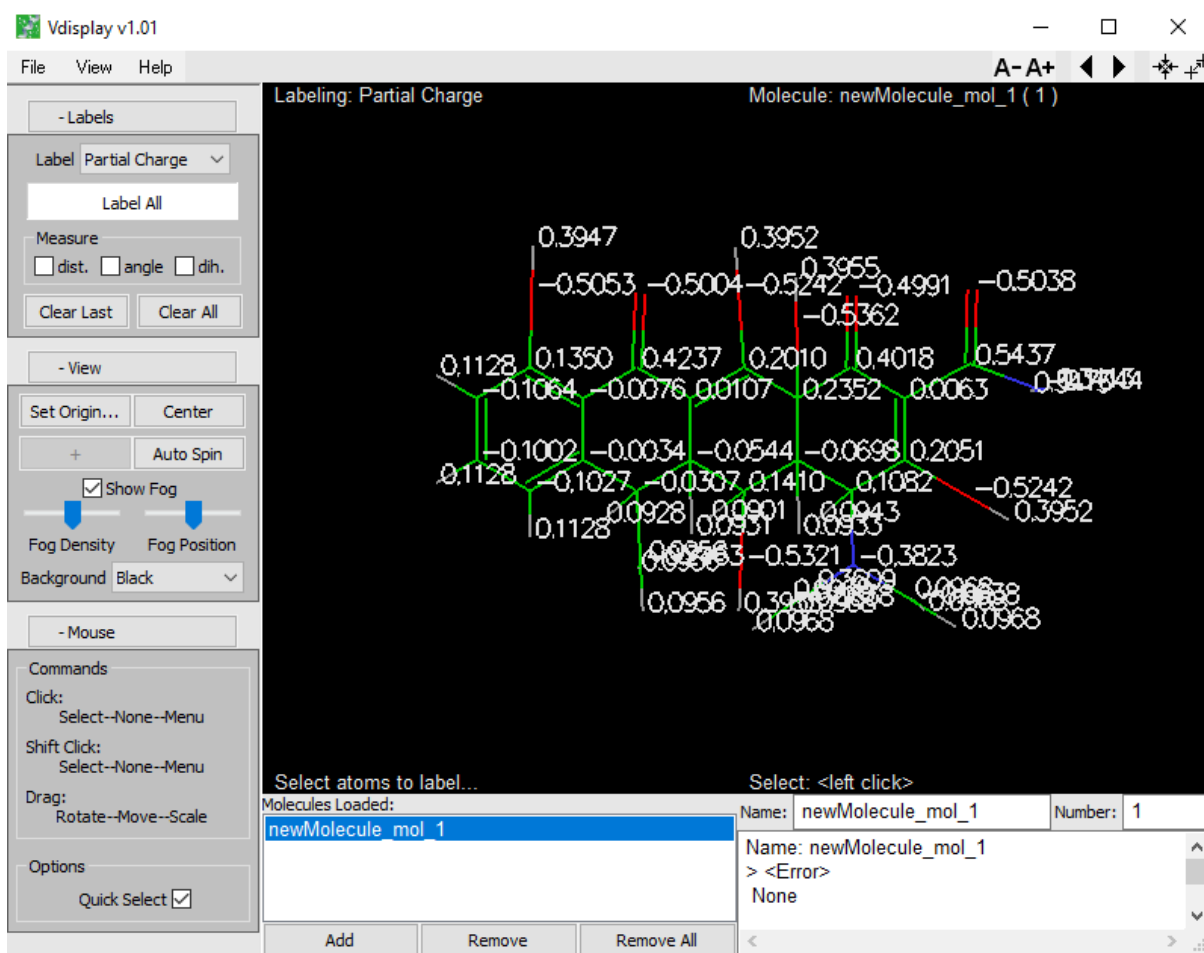 Vdisplay v1.01
File View Help
A- A+
- Labels
Label Partial Charge
Label All
Measure
dist. angle dih.
Clear Last Clear All
- View
Set Origin... Center
+ Auto Spin
Show Fog
Fog Density Fog Position
Background Black
- Mouse
Commands
Click:
Select--None--Menu
Shift Click:
Select--None--Menu
Drag:
Rotate--Move--Scale
Options
Quick Select
Labeling: Partial Charge Molecule: newMolecule_mol_1 ( 1 )
0.3947 0.3952
0.3955
-0.5053 -0.5004 -0.5242 -0.4991 -0.5038
-0.5362
0.1128 0.1350 0.4237 0.2010 0.4018 0.5437
-0.1064 -0.0076 0.0107 0.2352 0.0063
-0.1002 -0.0034 -0.0544 -0.0698 0.2051
0.1128 -0.1027 -0.0307 0.1410 0.1082 -0.5242
0.1128 0.0928 0.0931 0.0901 0.0933 0.0943 0.3952
-0.5321 -0.3823
0.0956 0.0968 0.0968
Select atoms to label... Select: <left click>
Molecules Loaded:
newMolecule_mol_1
Add Remove Remove All
Name: newMolecule_mol_1 Number: 1
Name: newMolecule_mol_1
> <Error>
None